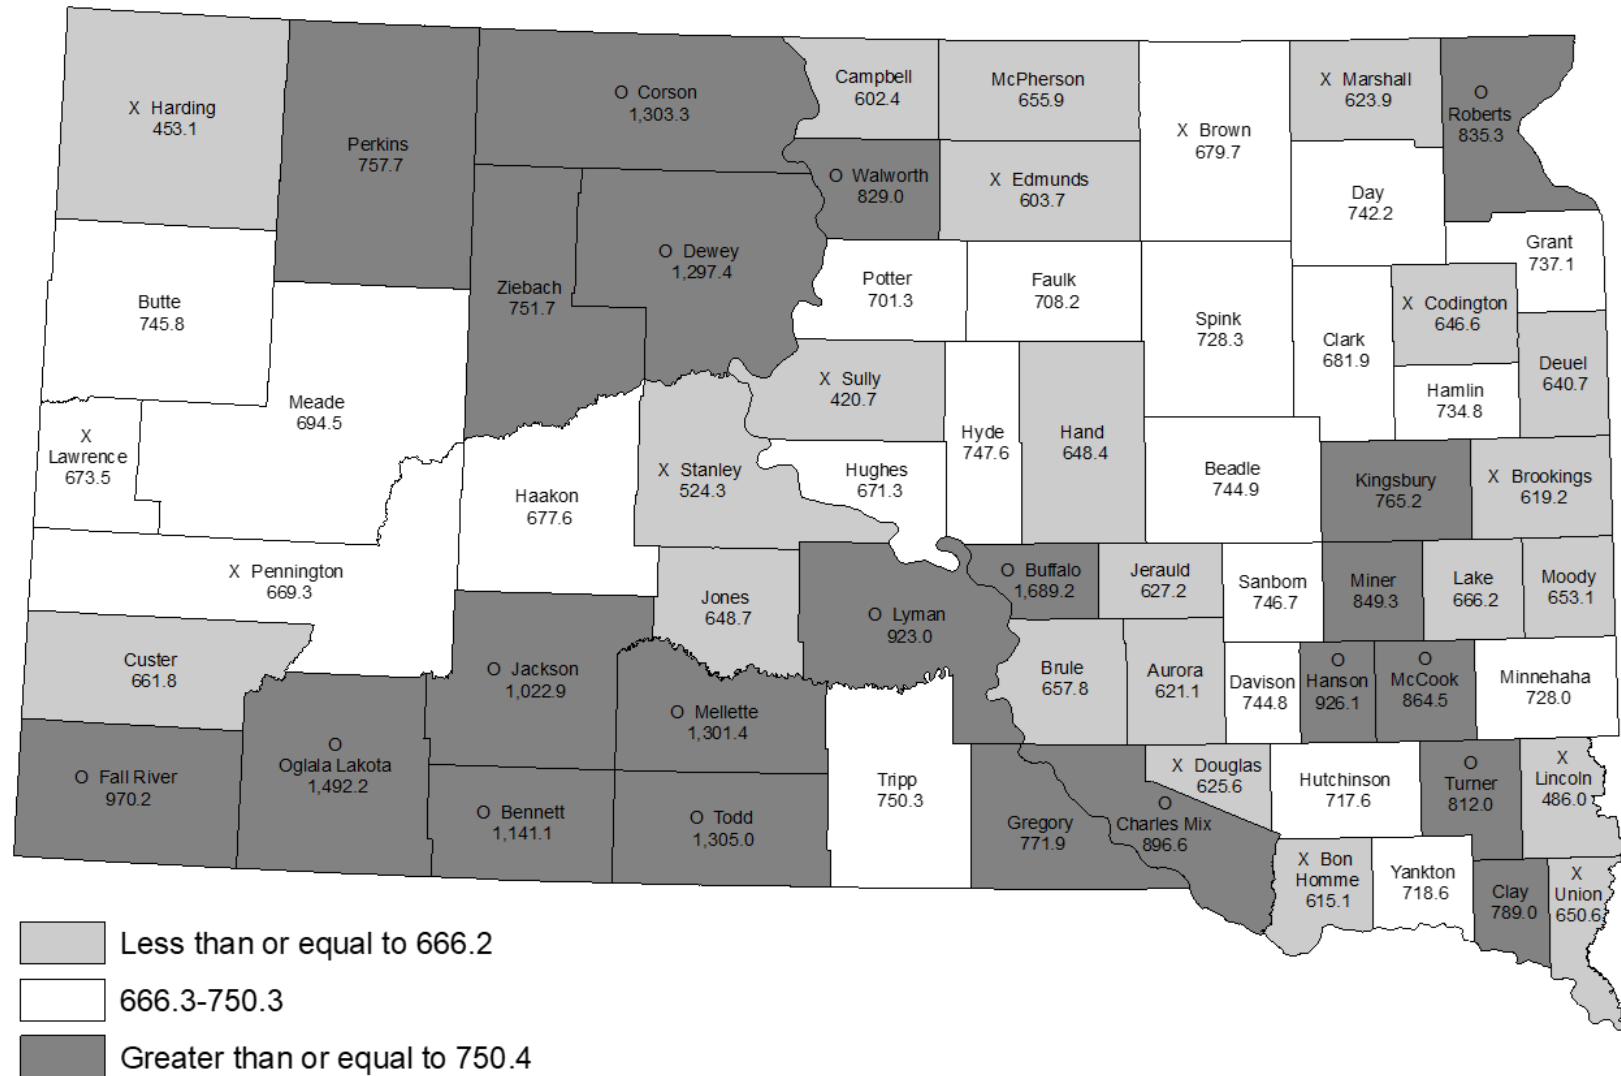 X Harding
453.1
Perkins
757.7
O Corson
1,303.3
Campbell
602.4
McPherson
655.9
X Brown
679.7
X Marshall
623.9
O
Roberts
835.3
O Walworth
829.0
X Edmunds
603.7
Day
742.2
Grant
737.1
Butte
745.8
Ziebach
751.7
O Dewey
1,297.4
Potter
701.3
Faulk
708.2
Spink
728.3
Clark
681.9
X Codington
646.6
Deuel
640.7
Hamlin
734.8
Meade
694.5
X
Lawrence
673.5
X Sully
420.7
Hyde
747.6
Hand
648.4
Haakon
677.6
X Stanley
524.3
Hughes
671.3
Beadle
744.9
Kingsbury
765.2
X Brookings
619.2
X Pennington
669.3
Jones
648.7
O Lyman
923.0
O Buffalo
1,689.2
Jerauld
627.2
Sanborn
746.7
Miner
849.3
Lake
666.2
Moody
653.1
Custer
661.8
O Jackson
1,022.9
O Mellette
1,301.4
Brule
657.8
Aurora
621.1
Davison
744.8
O
Hanson
926.1
O
McCook
864.5
Minnehaha
728.0
O Fall River
970.2
O
Oglala Lakota
1,492.2
O Bennett
1,141.1
O Todd
1,305.0
Tripp
750.3
Gregory
771.9
O
Charles Mix
896.6
X Douglas
625.6
Hutchinson
717.6
O
Turner
812.0
X
Lincoln
486.0
X Bon
Homme
615.1
Yankton
718.6
Clay
789.0
X
Union
650.6
Less than or equal to 666.2
666.3-750.3
Greater than or equal to 750.4